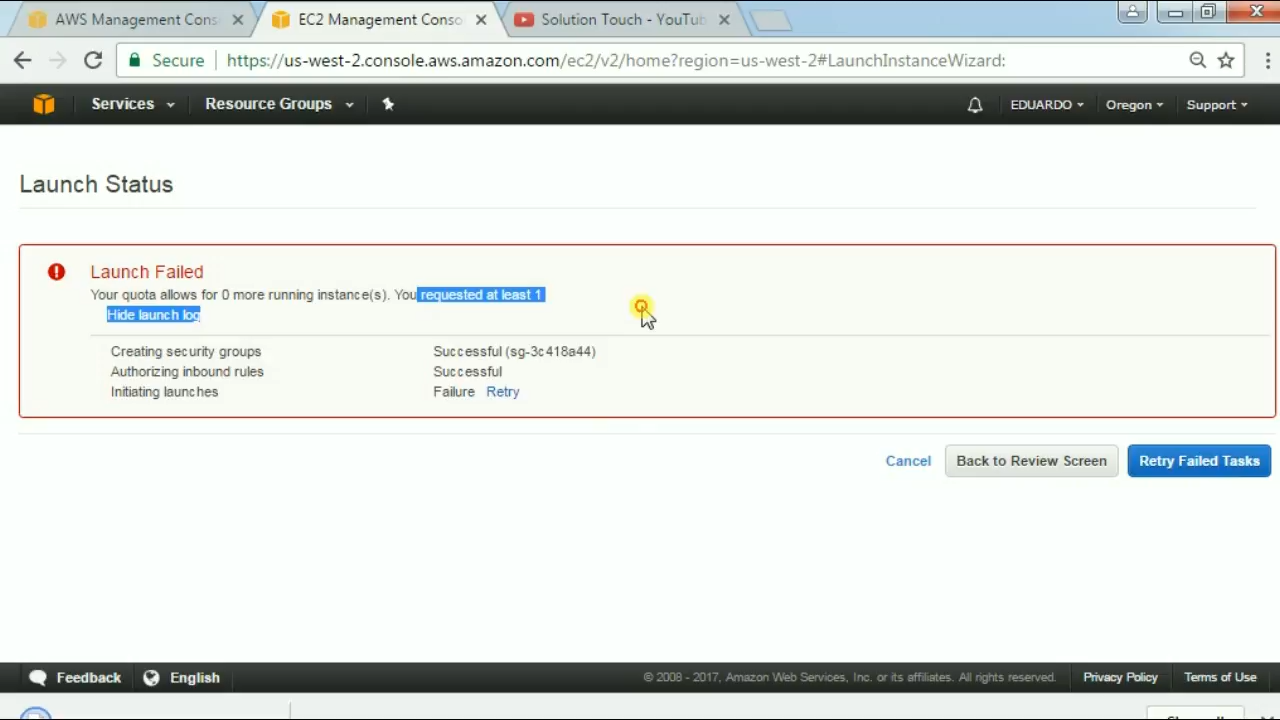 AWS Management Cons
EC2 Management Conso
Solution Touch - YouTub
Secure
https://us-west-2.console.aws.amazon.com/ec2/v2/home?region=us-west-2#LaunchInstanceWizard:
Services Resource Groups EDUARDO Oregon Support
Launch Status
Launch Failed
Your quota allows for 0 more running instance(s). You requested at least 1
Hide launch log
Creating security groups Successful (sg-3c418a44)
Authorizing inbound rules Successful
Initiating launches Failure Retry
Cancel Back to Review Screen Retry Failed Tasks
Feedback English © 2008 - 2017, Amazon Web Services, Inc. or its affiliates. All rights reserved. Privacy Policy Terms of Use